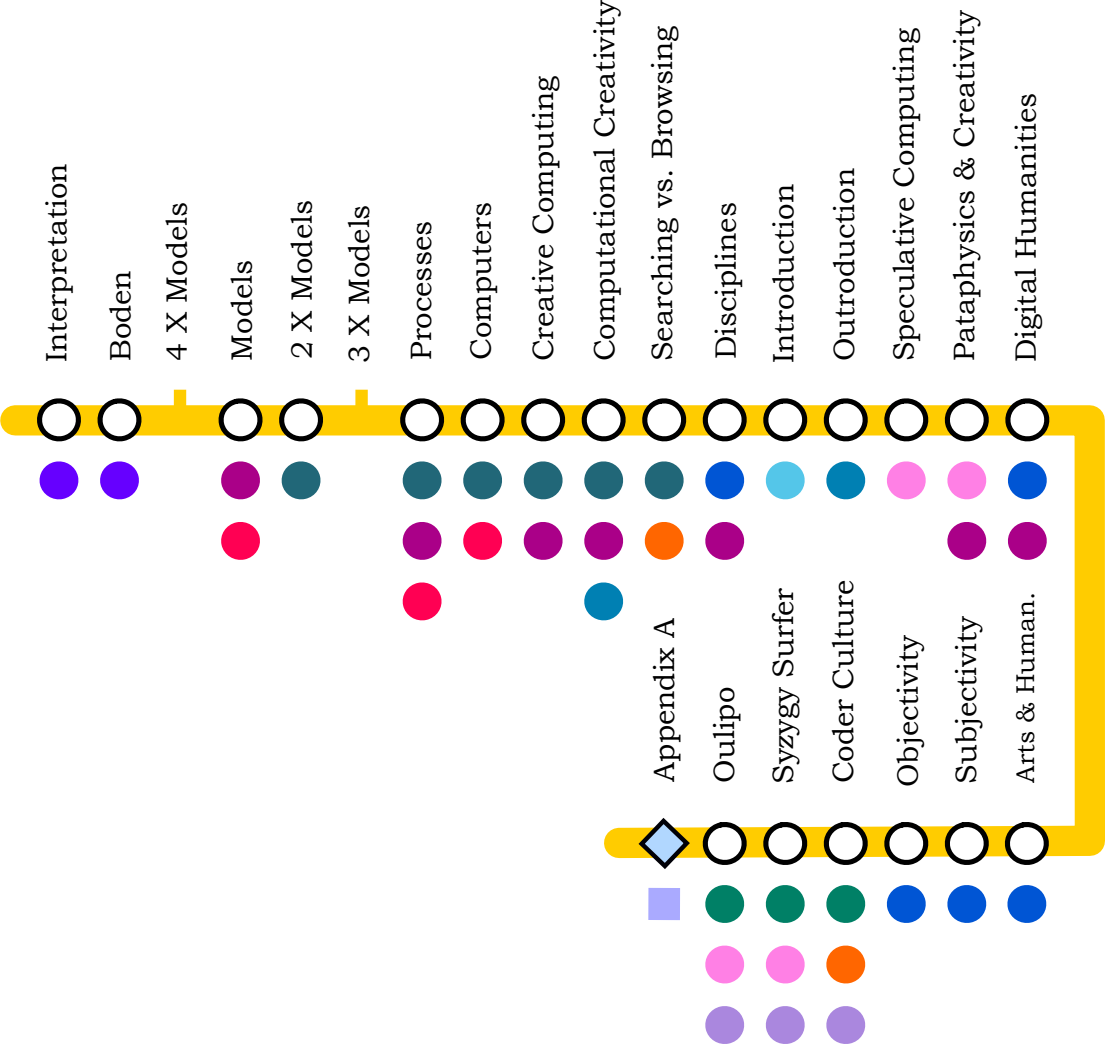 Interpretation
Boden
4 X Models
Models
2 X Models
3 X Models
Processes
Computers
Creative Computing
Computational Creativity
Searching vs. Browsing
Disciplines
Introduction
Outroduction
Speculative Computing
Pataphysics & Creativity
Digital Humanities
Appendix A
Oulipo
Syzygy Surfer
Coder Culture
Objectivity
Subjectivity
Arts & Human.